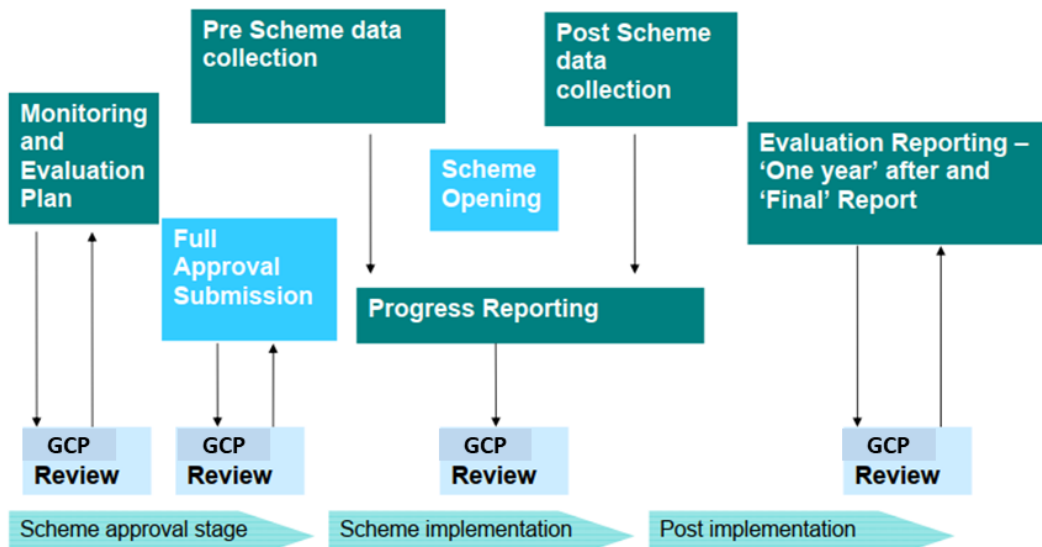 Pre Scheme data
collection
Post Scheme
data
collection
Monitoring
and
Evaluation
Plan
Scheme
Opening
Evaluation Reporting –
‘One year’ after and
‘Final’ Report
Full
Approval
Submission
Progress Reporting
GCP
Review
GCP
Review
GCP
Review
GCP
Review
Scheme approval stage
Scheme implementation
Post implementation